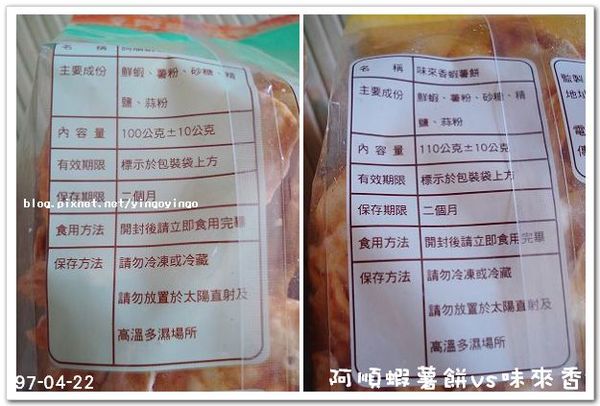 名　稱
主要成份　鮮蝦、薯粉、砂糖、精
鹽、蒜粉
內容量　100公克±10公克
有效期限　標示於包裝袋上方
保存期限　二個月
食用方法　開封後請立即食用完畢
保存方法　請勿冷凍或冷藏
請勿放置於太陽直射及
高溫多濕場所
blog.pixnet.net/yingoyingo
97-04-22
名　稱　味來香蝦薯餅
主要成份　鮮蝦、薯粉、砂糖、精
鹽、蒜粉
內容量　110公克±10公克
有效期限　標示於包裝袋上方
保存期限　二個月
食用方法　開封後請立即食用完畢
保存方法　請勿冷凍或冷藏
請勿放置於太陽直射及
高溫多濕場所
監製
地址
電
傳
阿順蝦薯餅vs味來香